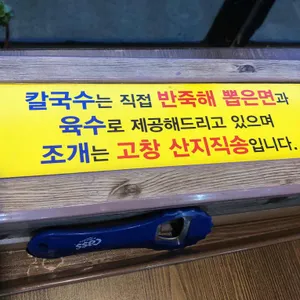 칼국수는 직접 반죽해 뽑은면과
육수로 제공해드리고 있으며
조개는 고창 산지직송입니다.
cass